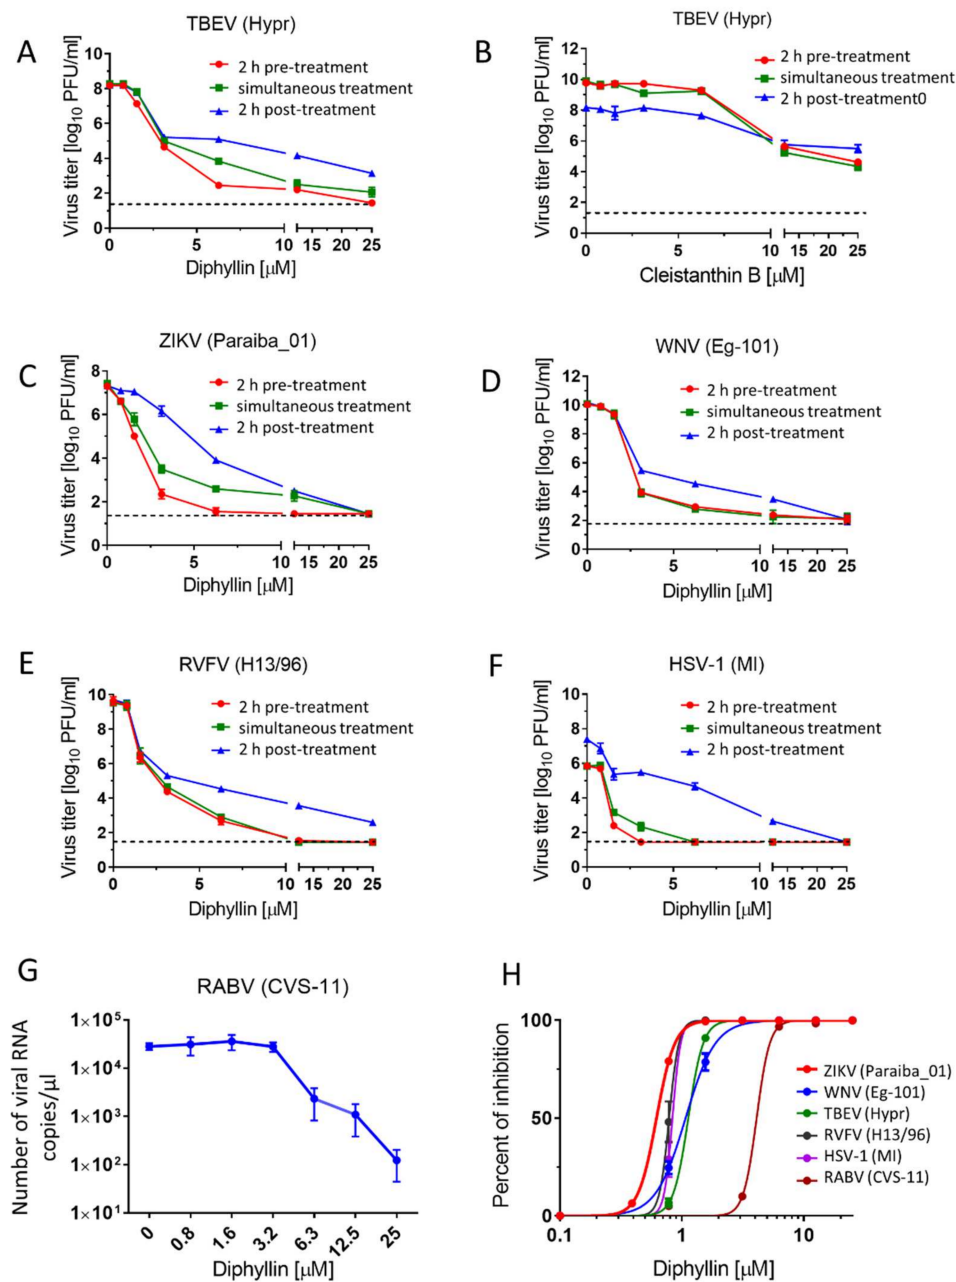 A
TBEV (Hypr)
Virus titer [log10 PFU/ml]
10
8
6
4
2
0
2 h pre-treatment
simultaneous treatment
2 h post-treatment
0 5 10 15 20 25
Diphyllin [µM]
B
TBEV (Hypr)
Virus titer [log10 PFU/ml]
12
10
8
6
4
2
0
2 h pre-treatment
simultaneous treatment
2 h post-treatment0
0 5 10 15 20 25
Cleistanthin B [µM]
C
ZIKV (Paraiba_01)
Virus titer [log10 PFU/ml]
8
6
4
2
0
2 h pre-treatment
simultaneous treatment
2 h post-treatment
0 5 10 15 20 25
Diphyllin [µM]
D
WNV (Eg-101)
Virus titer [log10 PFU/ml]
12
10
8
6
4
2
0
2 h pre-treatment
simultaneous treatment
2 h post-treatment
0 5 10 15 20 25
Diphyllin [µM]
E
RVFV (H13/96)
Virus titer [log10 PFU/ml]
10
8
6
4
2
0
2 h pre-treatment
simultaneous treatment
2 h post-treatment
0 5 10 15 20 25
Diphyllin [µM]
F
HSV-1 (MI)
Virus titer [log10 PFU/ml]
10
8
6
4
2
0
2 h pre-treatment
simultaneous treatment
2 h post-treatment
0 5 10 15 20 25
Diphyllin [µM]
G
RABV (CVS-11)
Number of viral RNA
copies/µl
1×10^5
1×10^4
1×10^3
1×10^2
1×10^1
0 0.8 1.6 3.2 6.3 12.5 25
Diphyllin [µM]
H
Percent of inhibition
100
50
0
ZIKV (Paraiba_01)
WNV (Eg-101)
TBEV (Hypr)
RVFV (H13/96)
HSV-1 (MI)
RABV (CVS-11)
0.1 1 10
Diphyllin [µM]